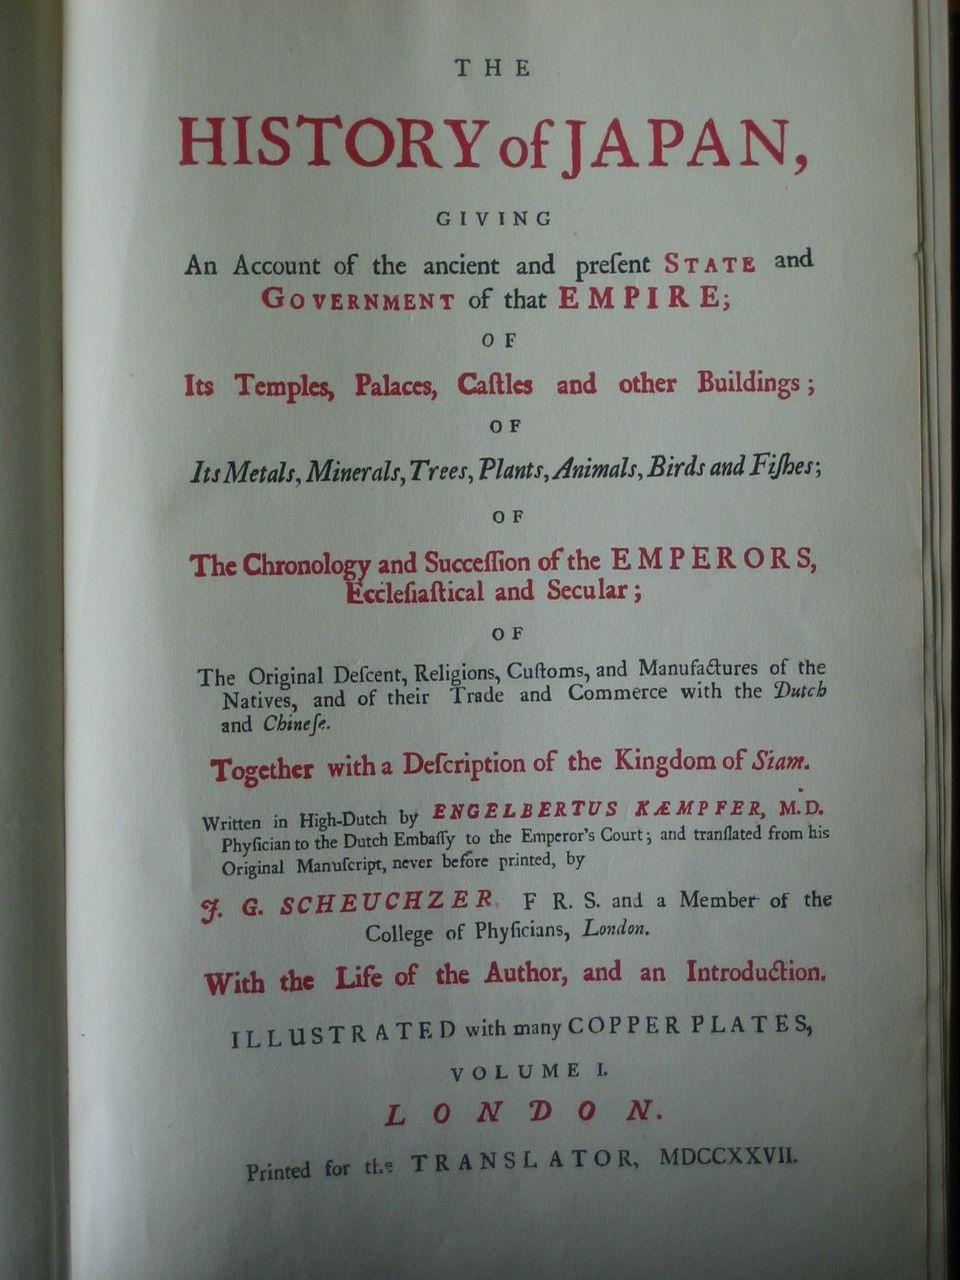 THE
HISTORY of JAPAN,
GIVING
An Account of the ancient and preſent STATE and
GOVERNMENT of that EMPIRE;
OF
Its Temples, Palaces, Caſtles and other Buildings;
OF
Its Metals, Minerals, Trees, Plants, Animals, Birds and Fiſhes;
OF
The Chronology and Succeſſion of the EMPERORS,
Eccleſiaſtical and Secular;
OF
The Original Deſcent, Religions, Cuſtoms, and Manufactures of the
Natives, and of their Trade and Commerce with the Dutch
and Chineſe.
Together with a Deſcription of the Kingdom of Siam.
Written in High-Dutch by ENGELBERTUS KÆMPFER, M.D.
Phyſician to the Dutch Embaſſy to the Emperor's Court; and tranſlated from his
Original Manuſcript, never before printed, by
J. G. SCHEUCHZER. F R. S. and a Member of the
College of Phyſicians, London.
With the Life of the Author, and an Introduction.
ILLUSTRATED with many COPPER PLATES,
VOLUME I.
LONDON.
Printed for the TRANSLATOR, MDCCXXVII.